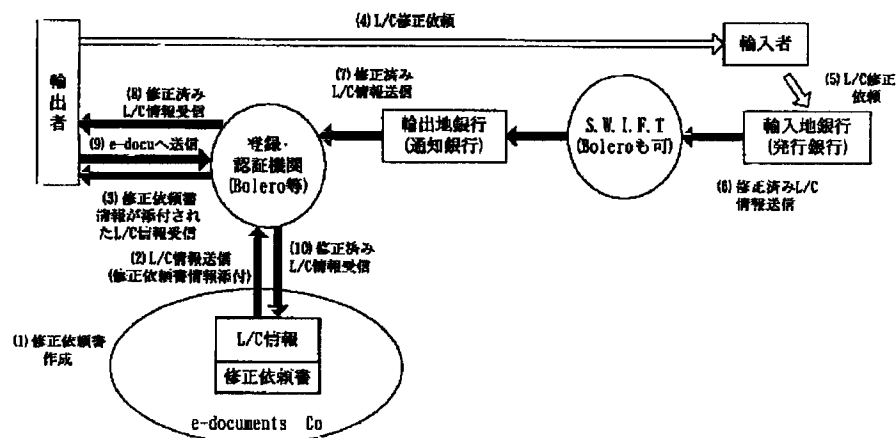 (4) L/C修正依頼
輸出者
輸入者
(5) L/C修正
依頼
(8) 修正済み
L/C情報受信
(7) 修正済み
L/C情報送信
(9) e-docuへ送信
登録・
認証機関
(Bolero等)
輸出地銀行
(通知銀行)
S.W.I.F.T
(Boleroも可)
輸入地銀行
(発行銀行)
(6) 修正済みL/C
情報送信
(3) 修正依頼書
情報が添付され
たL/C情報受信
(2) L/C情報送信
(修正依頼書情報添付)
(10) 修正済み
L/C情報受信
(1) 修正依頼書
作成
L/C情報
修正依頼書
e-documents Co